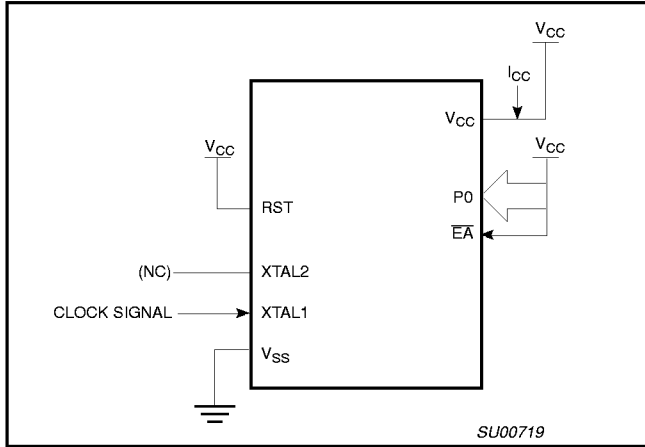 VCC
ICC
VCC
VCC
VCC
RST
P0
EA
(NC)
XTAL2
CLOCK SIGNAL
XTAL1
VSS
SU00719